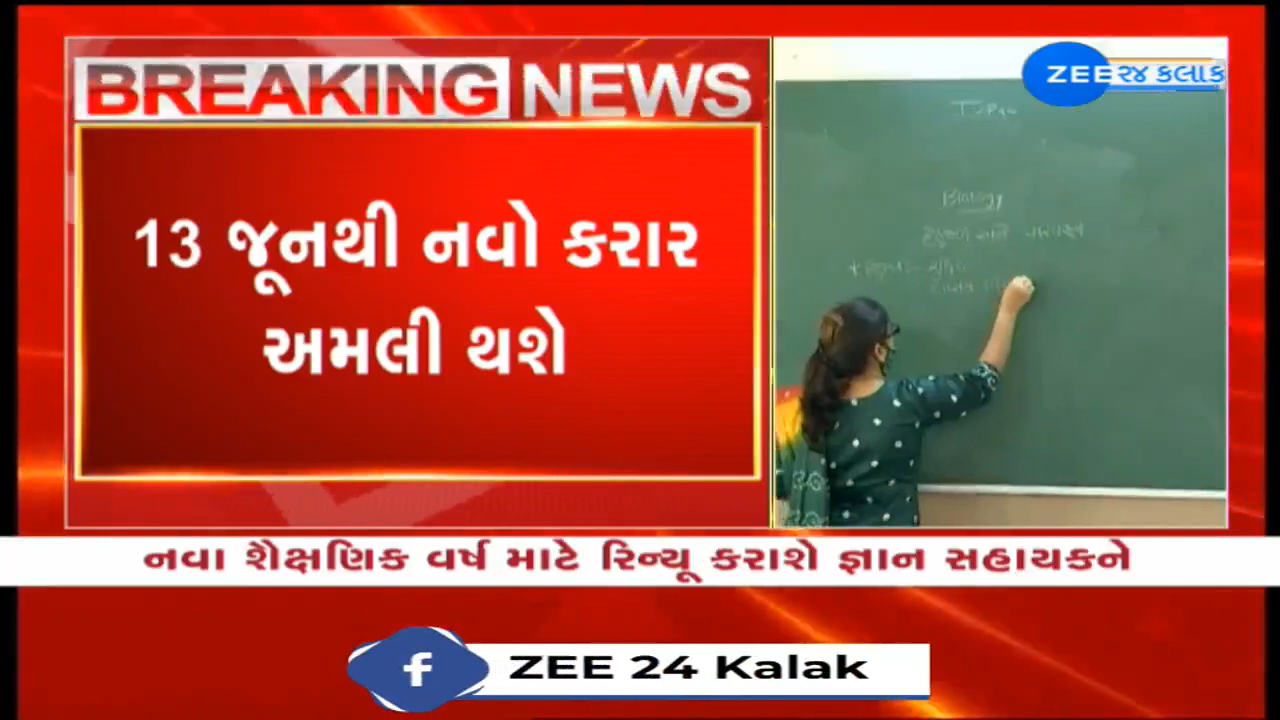 BREAKING NEWS
ZEE ૨૪ કલાક
13 જૂનથી નવો કરાર
અમલી થશે
Biology
નવા શૈક્ષણિક વર્ષ માટે રિન્યૂ કરાશે જ્ઞાન સહાયકને
f ZEE 24 Kalak